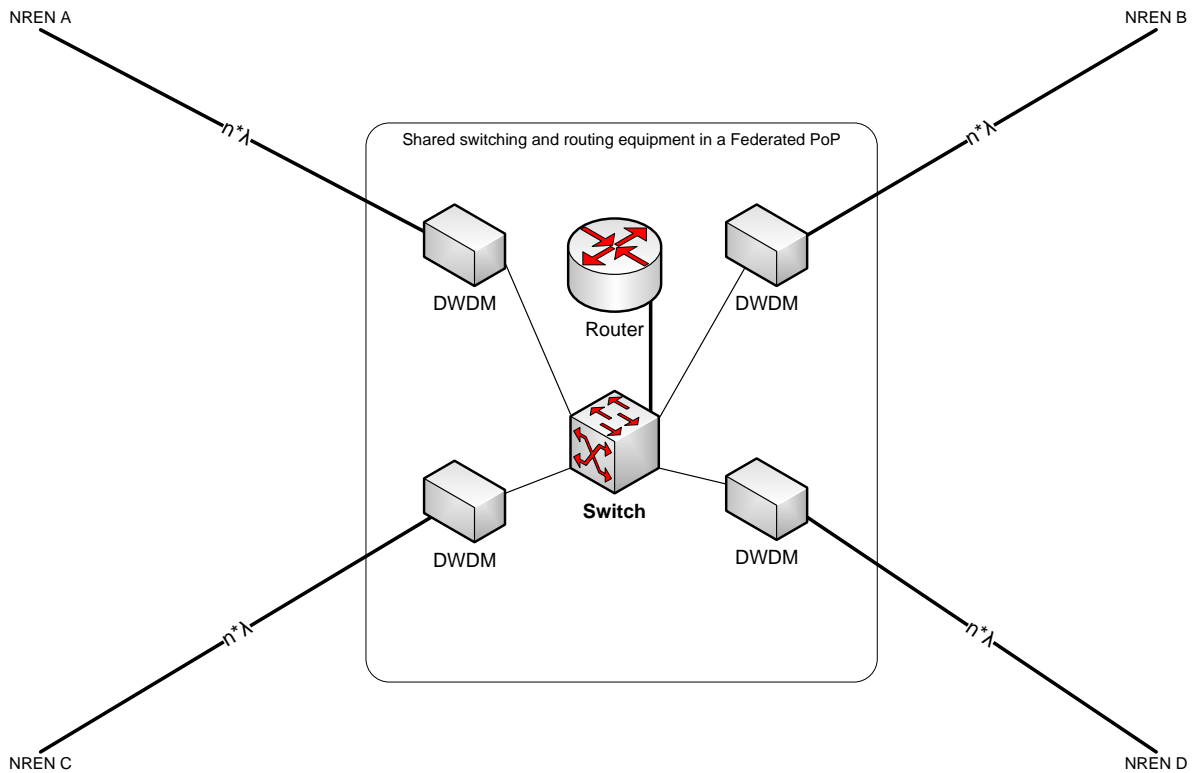 NREN A
NREN B
n*λ
n*λ
Shared switching and routing equipment in a Federated PoP
DWDM
Router
DWDM
Switch
DWDM
DWDM
n*λ
n*λ
NREN C
NREN D